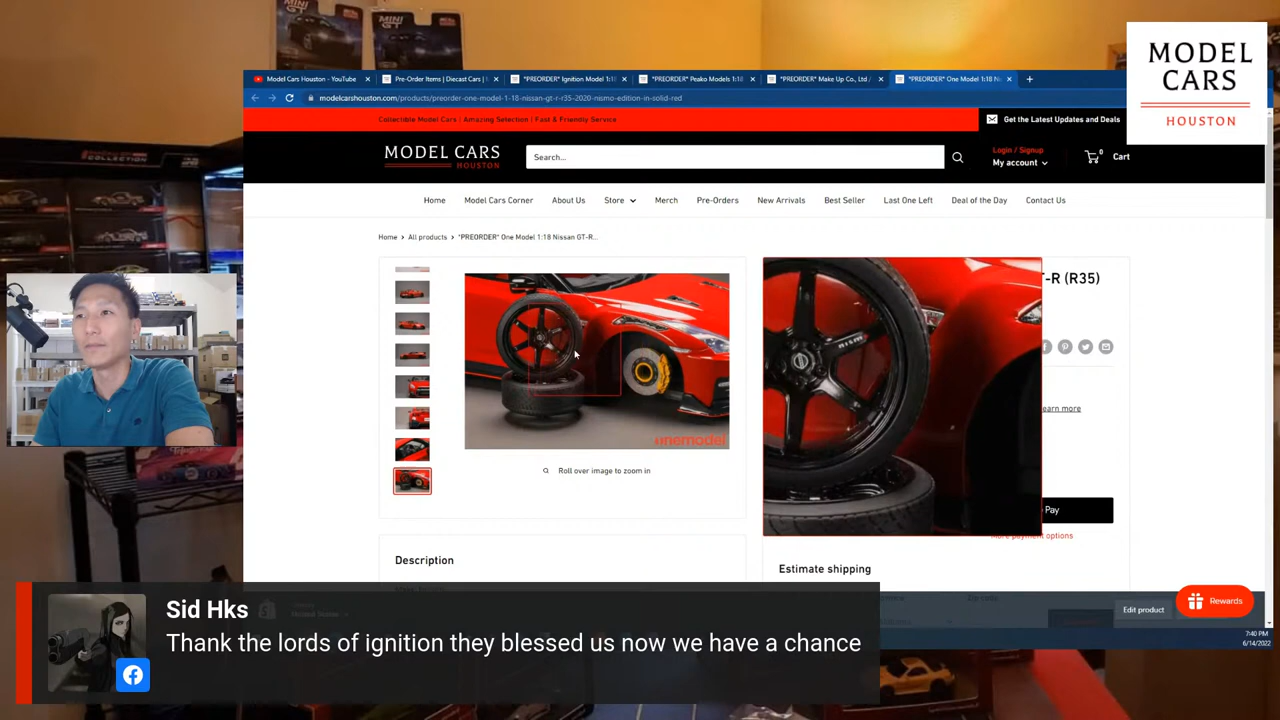 MINI GT
MINI GT
COLLECTION
MODEL
CARS
HOUSTON
Model Cars Houston - YouTube
Pre-Order Items | Diecast Cars |
*PREORDER* Ignition Model 1:18
*PREORDER* Peako Models 1:18
*PREORDER* Make Up Co., Ltd /
*PREORDER* One Model 1:18 Ni
modelcarshouston.com/products/preorder-one-model-1-18-nissan-gt-r-r35-2020-nismo-edition-in-solid-red
Collectible Model Cars | Amazing Selection | Fast & Friendly Service
Get the Latest Updates and Deals
MODEL CARS
HOUSTON
Search...
Login / Signup
My account
0
Cart
Home
Model Cars Corner
About Us
Store
Merch
Pre-Orders
New Arrivals
Best Seller
Last One Left
Deal of the Day
Contact Us
Home › All products › *PREORDER* One Model 1:18 Nissan GT-R...
T-R (R35)
earn more
onemodel
Roll over image to zoom in
Pay
More payment options
Description
Estimate shipping
Edit product
Rewards
7:40 PM
6/14/2022
Sid Hks
Thank the lords of ignition they blessed us now we have a chance